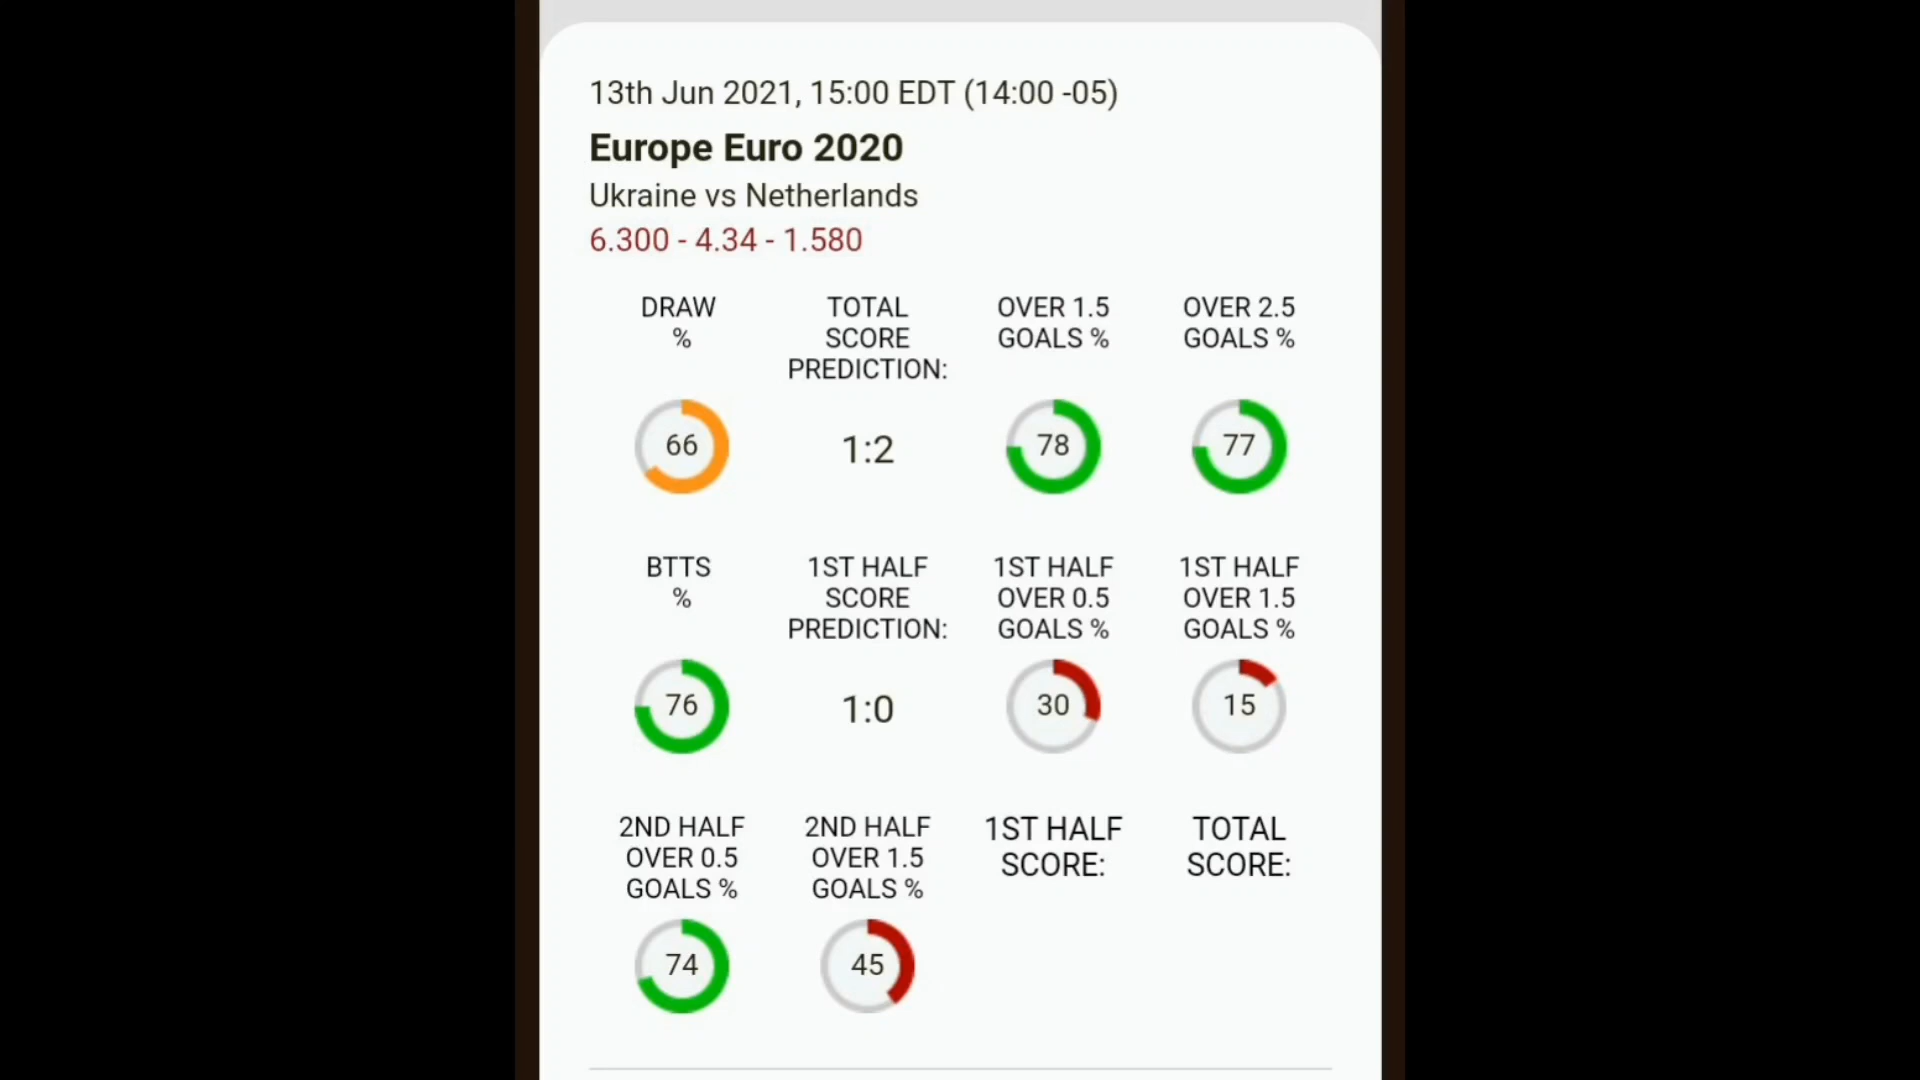 13th Jun 2021, 15:00 EDT (14:00 -05)
Europe Euro 2020
Ukraine vs Netherlands
6.300 - 4.34 - 1.580
DRAW
%
66
TOTAL
SCORE
PREDICTION:
1:2
OVER 1.5
GOALS %
78
OVER 2.5
GOALS %
77
BTTS
%
76
1ST HALF
SCORE
PREDICTION:
1:0
1ST HALF
OVER 0.5
GOALS %
30
1ST HALF
OVER 1.5
GOALS %
15
2ND HALF
OVER 0.5
GOALS %
74
2ND HALF
OVER 1.5
GOALS %
45
1ST HALF
SCORE:
TOTAL
SCORE: